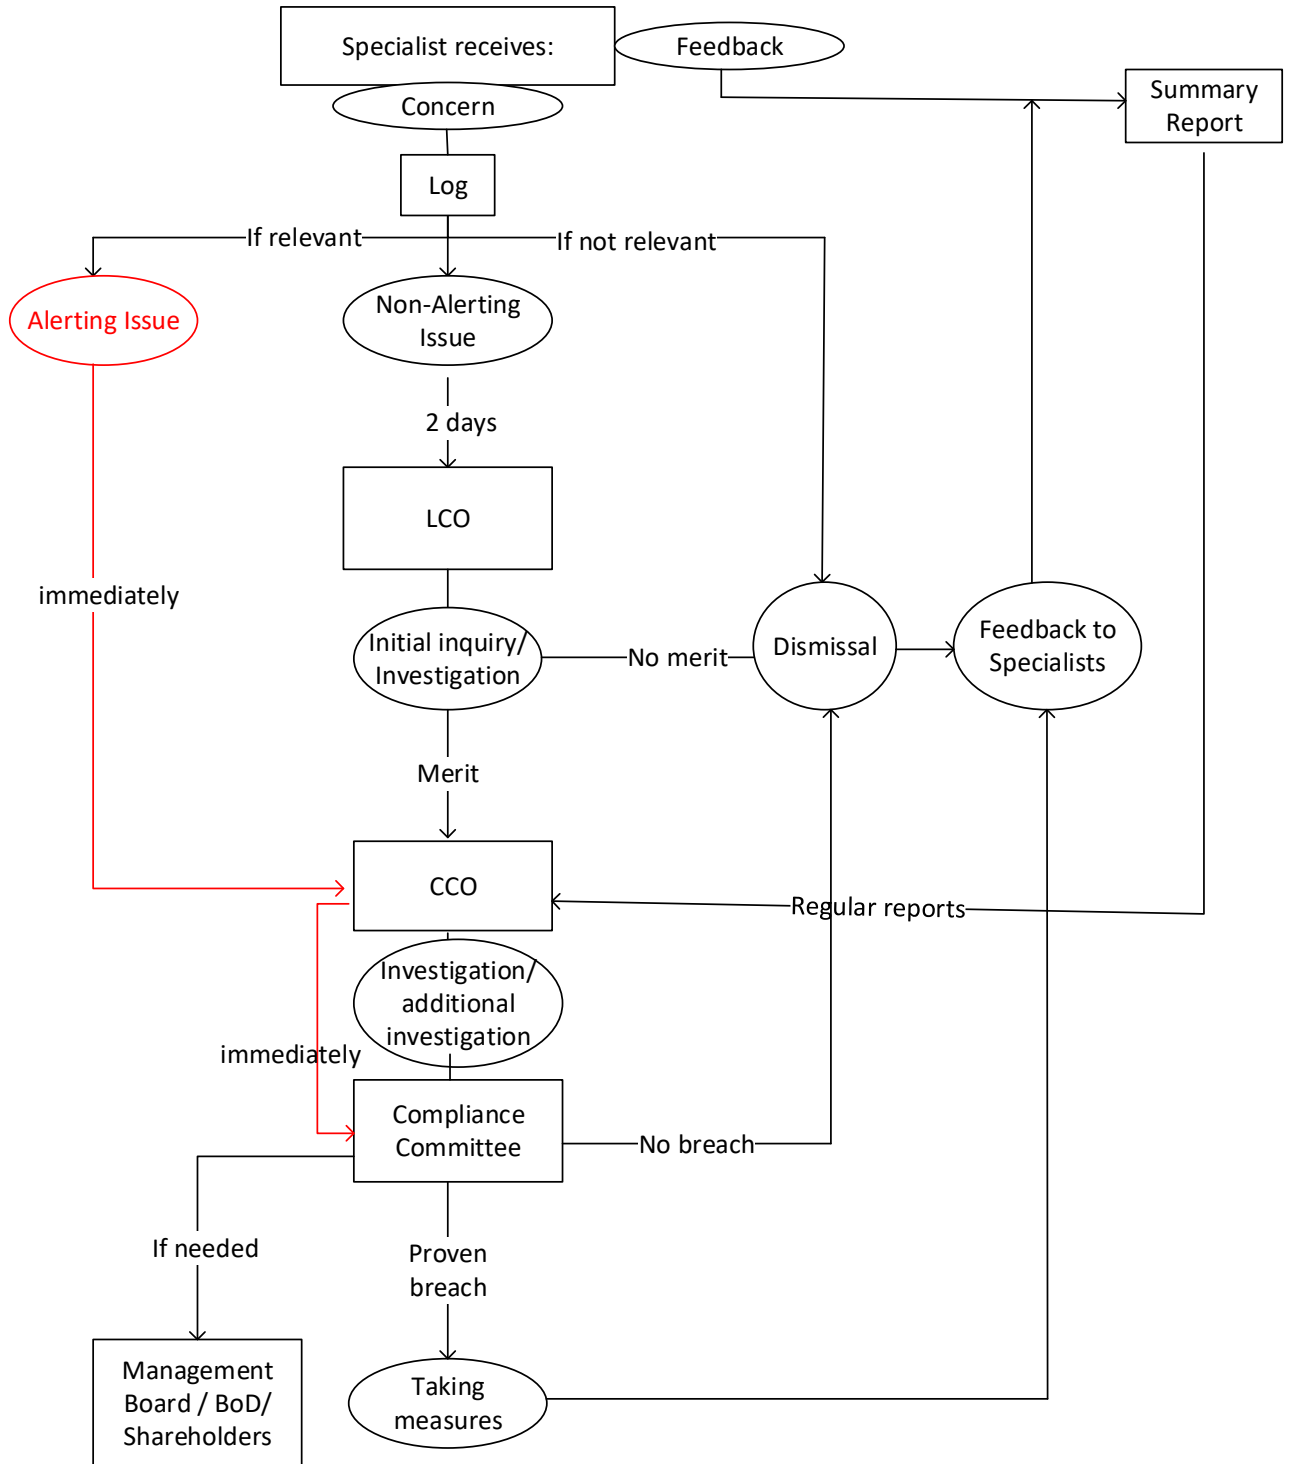 Specialist receives:
Feedback
Concern
Summary
Report
Log
If relevant
If not relevant
Alerting Issue
Non-Alerting
Issue
2 days
LCO
immediately
Initial inquiry/
Investigation
No merit
Dismissal
Feedback to
Specialists
Merit
CCO
Regular reports
Investigation/
additional
investigation
immediately
Compliance
Committee
No breach
If needed
Proven
breach
Management
Board / BoD/
Shareholders
Taking
measures